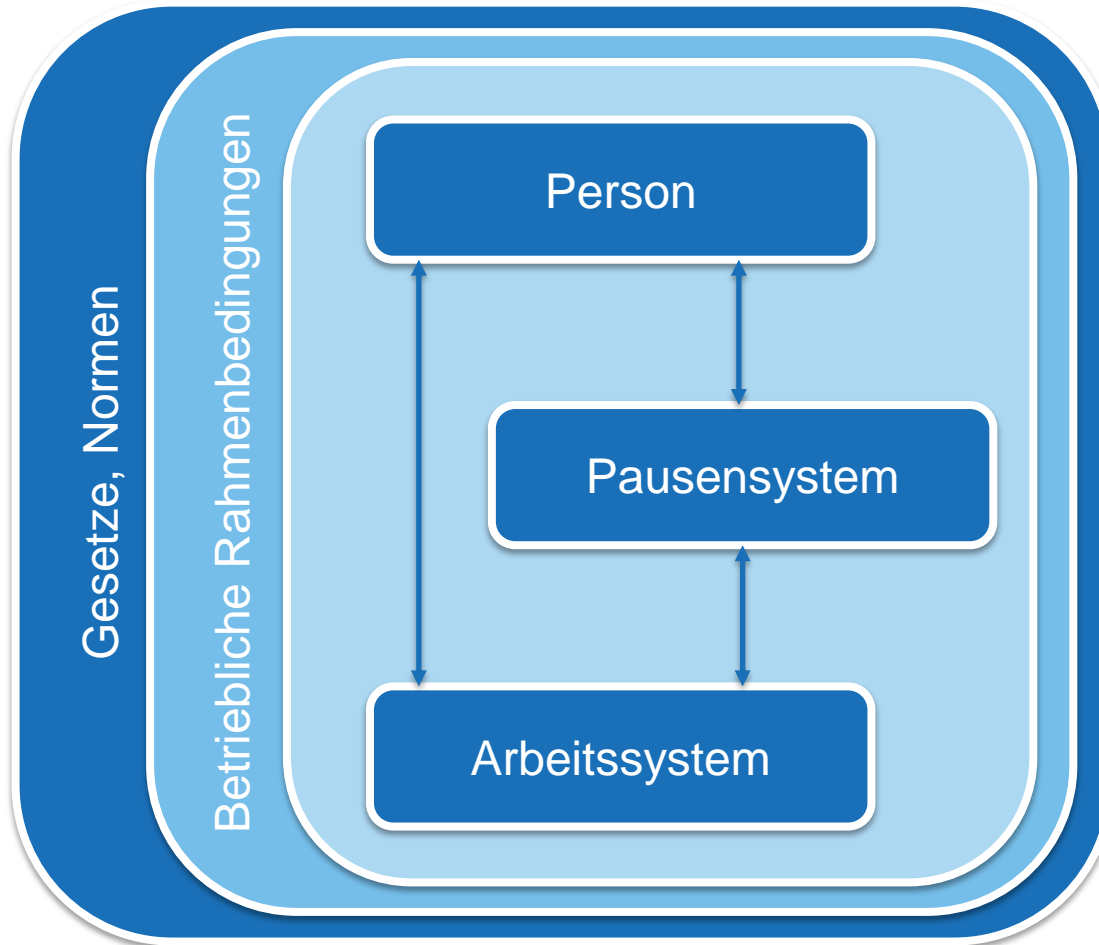 Gesetze, Normen
Betriebliche Rahmenbedingungen
Person
Pausensystem
Arbeitssystem